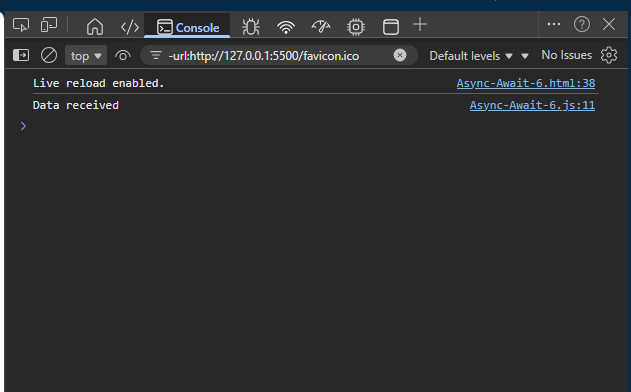 Console
top
-url:http://127.0.0.1:5500/favicon.ico
Default levels
No Issues
Live reload enabled.
Async-Await-6.html:38
Data received
Async-Await-6.js:11